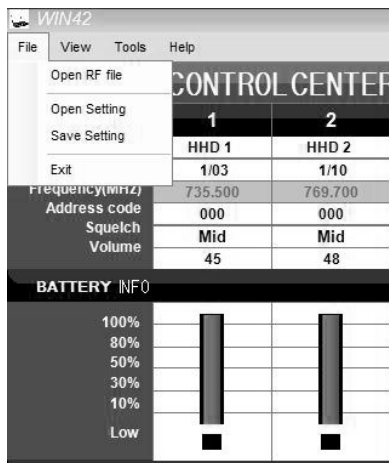 WIN42
File View Tools Help
Open RF file
Open Setting
Save Setting
Exit
CONTROL CENTER
1 2
HHD 1 HHD 2
1/03 1/10
Frequency(MHz) 735.500 769.700
Address code 000 000
Squelch Mid Mid
Volume 45 48
BATTERY INFO
100%
80%
50%
30%
10%
Low